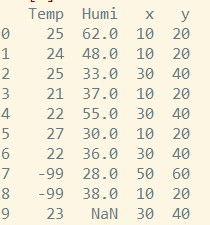 Temp Humi x y
0 25 62.0 10 20
1 24 48.0 10 20
2 25 33.0 30 40
3 21 37.0 10 20
4 22 55.0 30 40
5 27 30.0 10 20
6 22 36.0 30 40
7 -99 28.0 50 60
8 -99 38.0 10 20
9 23 NaN 30 40